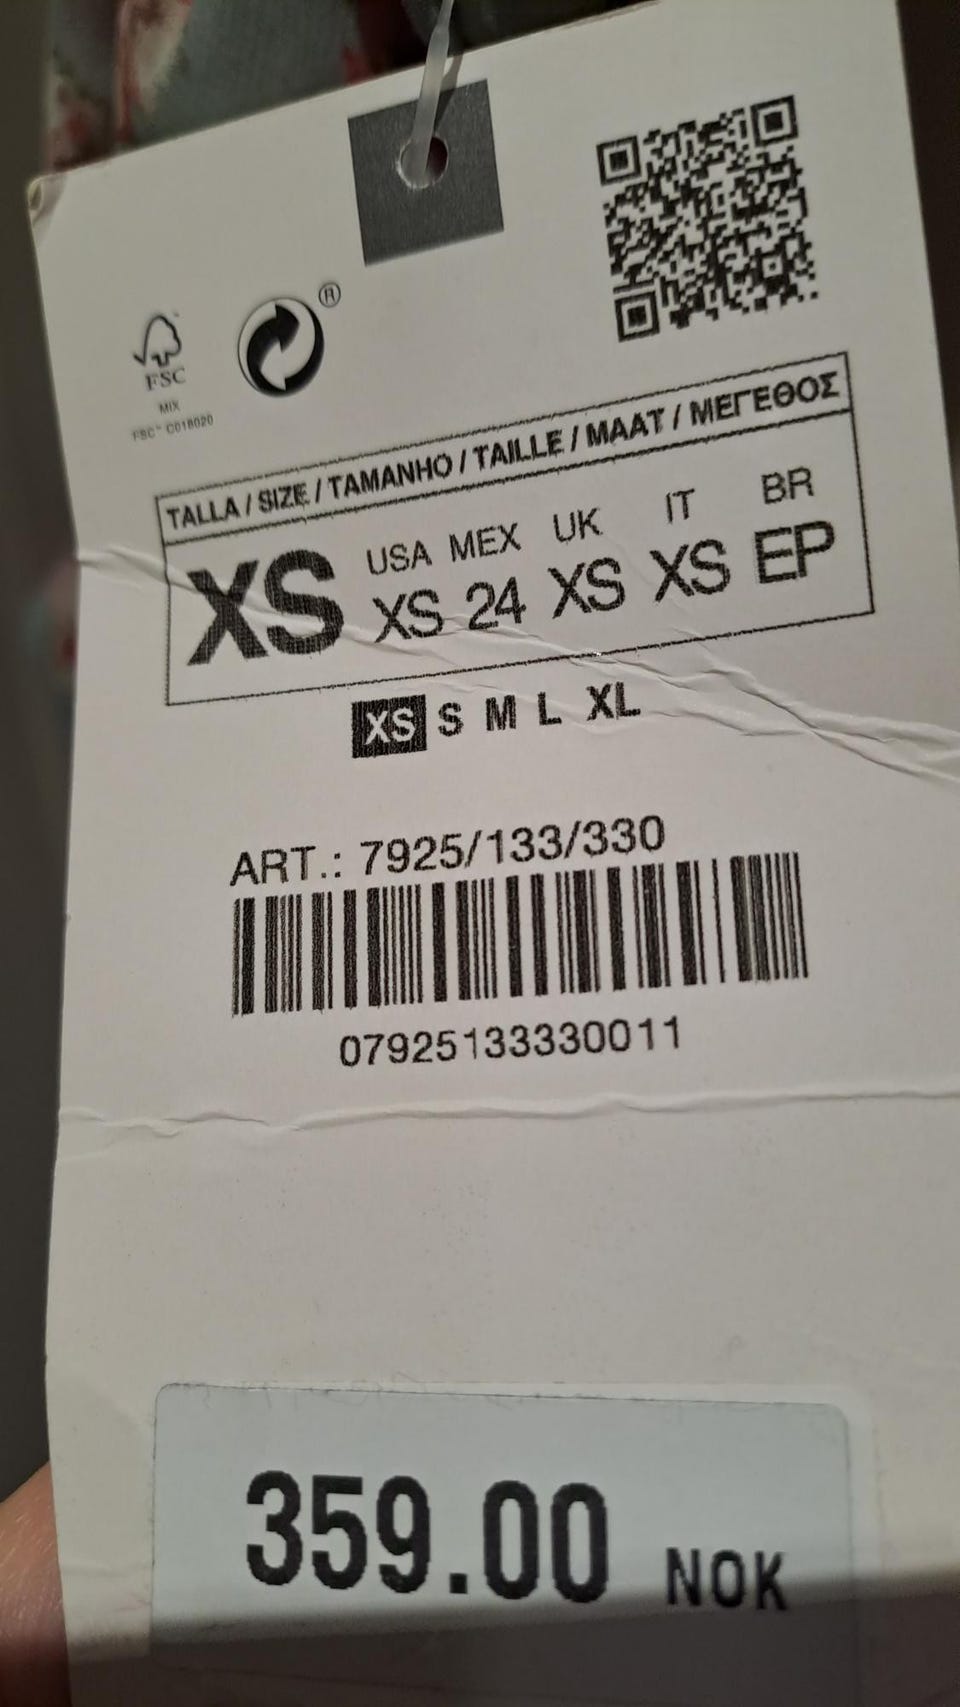 ®
FSC
MIX
FSC™ C018020
TALLA / SIZE / TAMANHO / TAILLE / MAAT / ΜΕΓΕΘΟΣ
XS
USA MEX UK IT BR
XS 24 XS XS EP
XS S M L XL
ART.: 7925/133/330
07925133330011
359.00 NOK